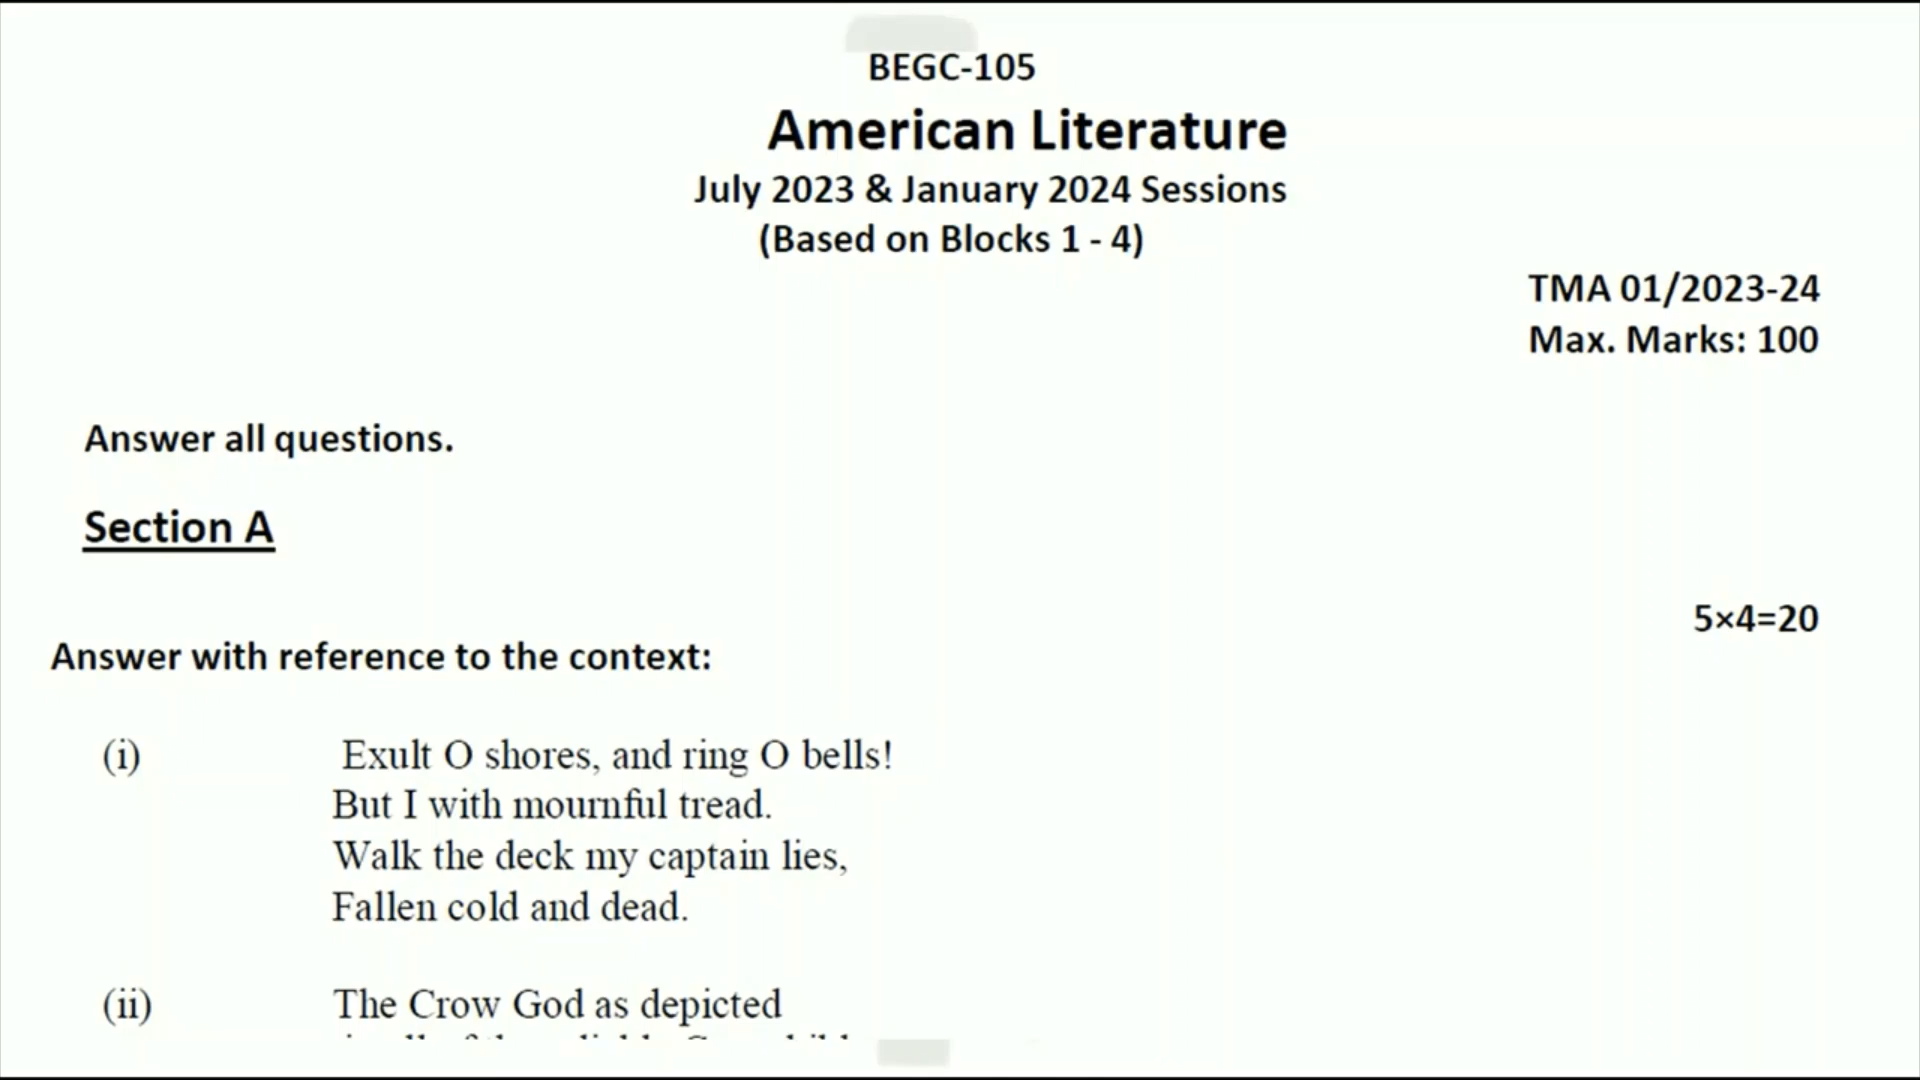 BEGC-105
American Literature
July 2023 & January 2024 Sessions
(Based on Blocks 1 - 4)
TMA 01/2023-24
Max. Marks: 100
Answer all questions.
Section A
5×4=20
Answer with reference to the context:
(i) Exult O shores, and ring O bells!
But I with mournful tread.
Walk the deck my captain lies,
Fallen cold and dead.
(ii) The Crow God as depicted